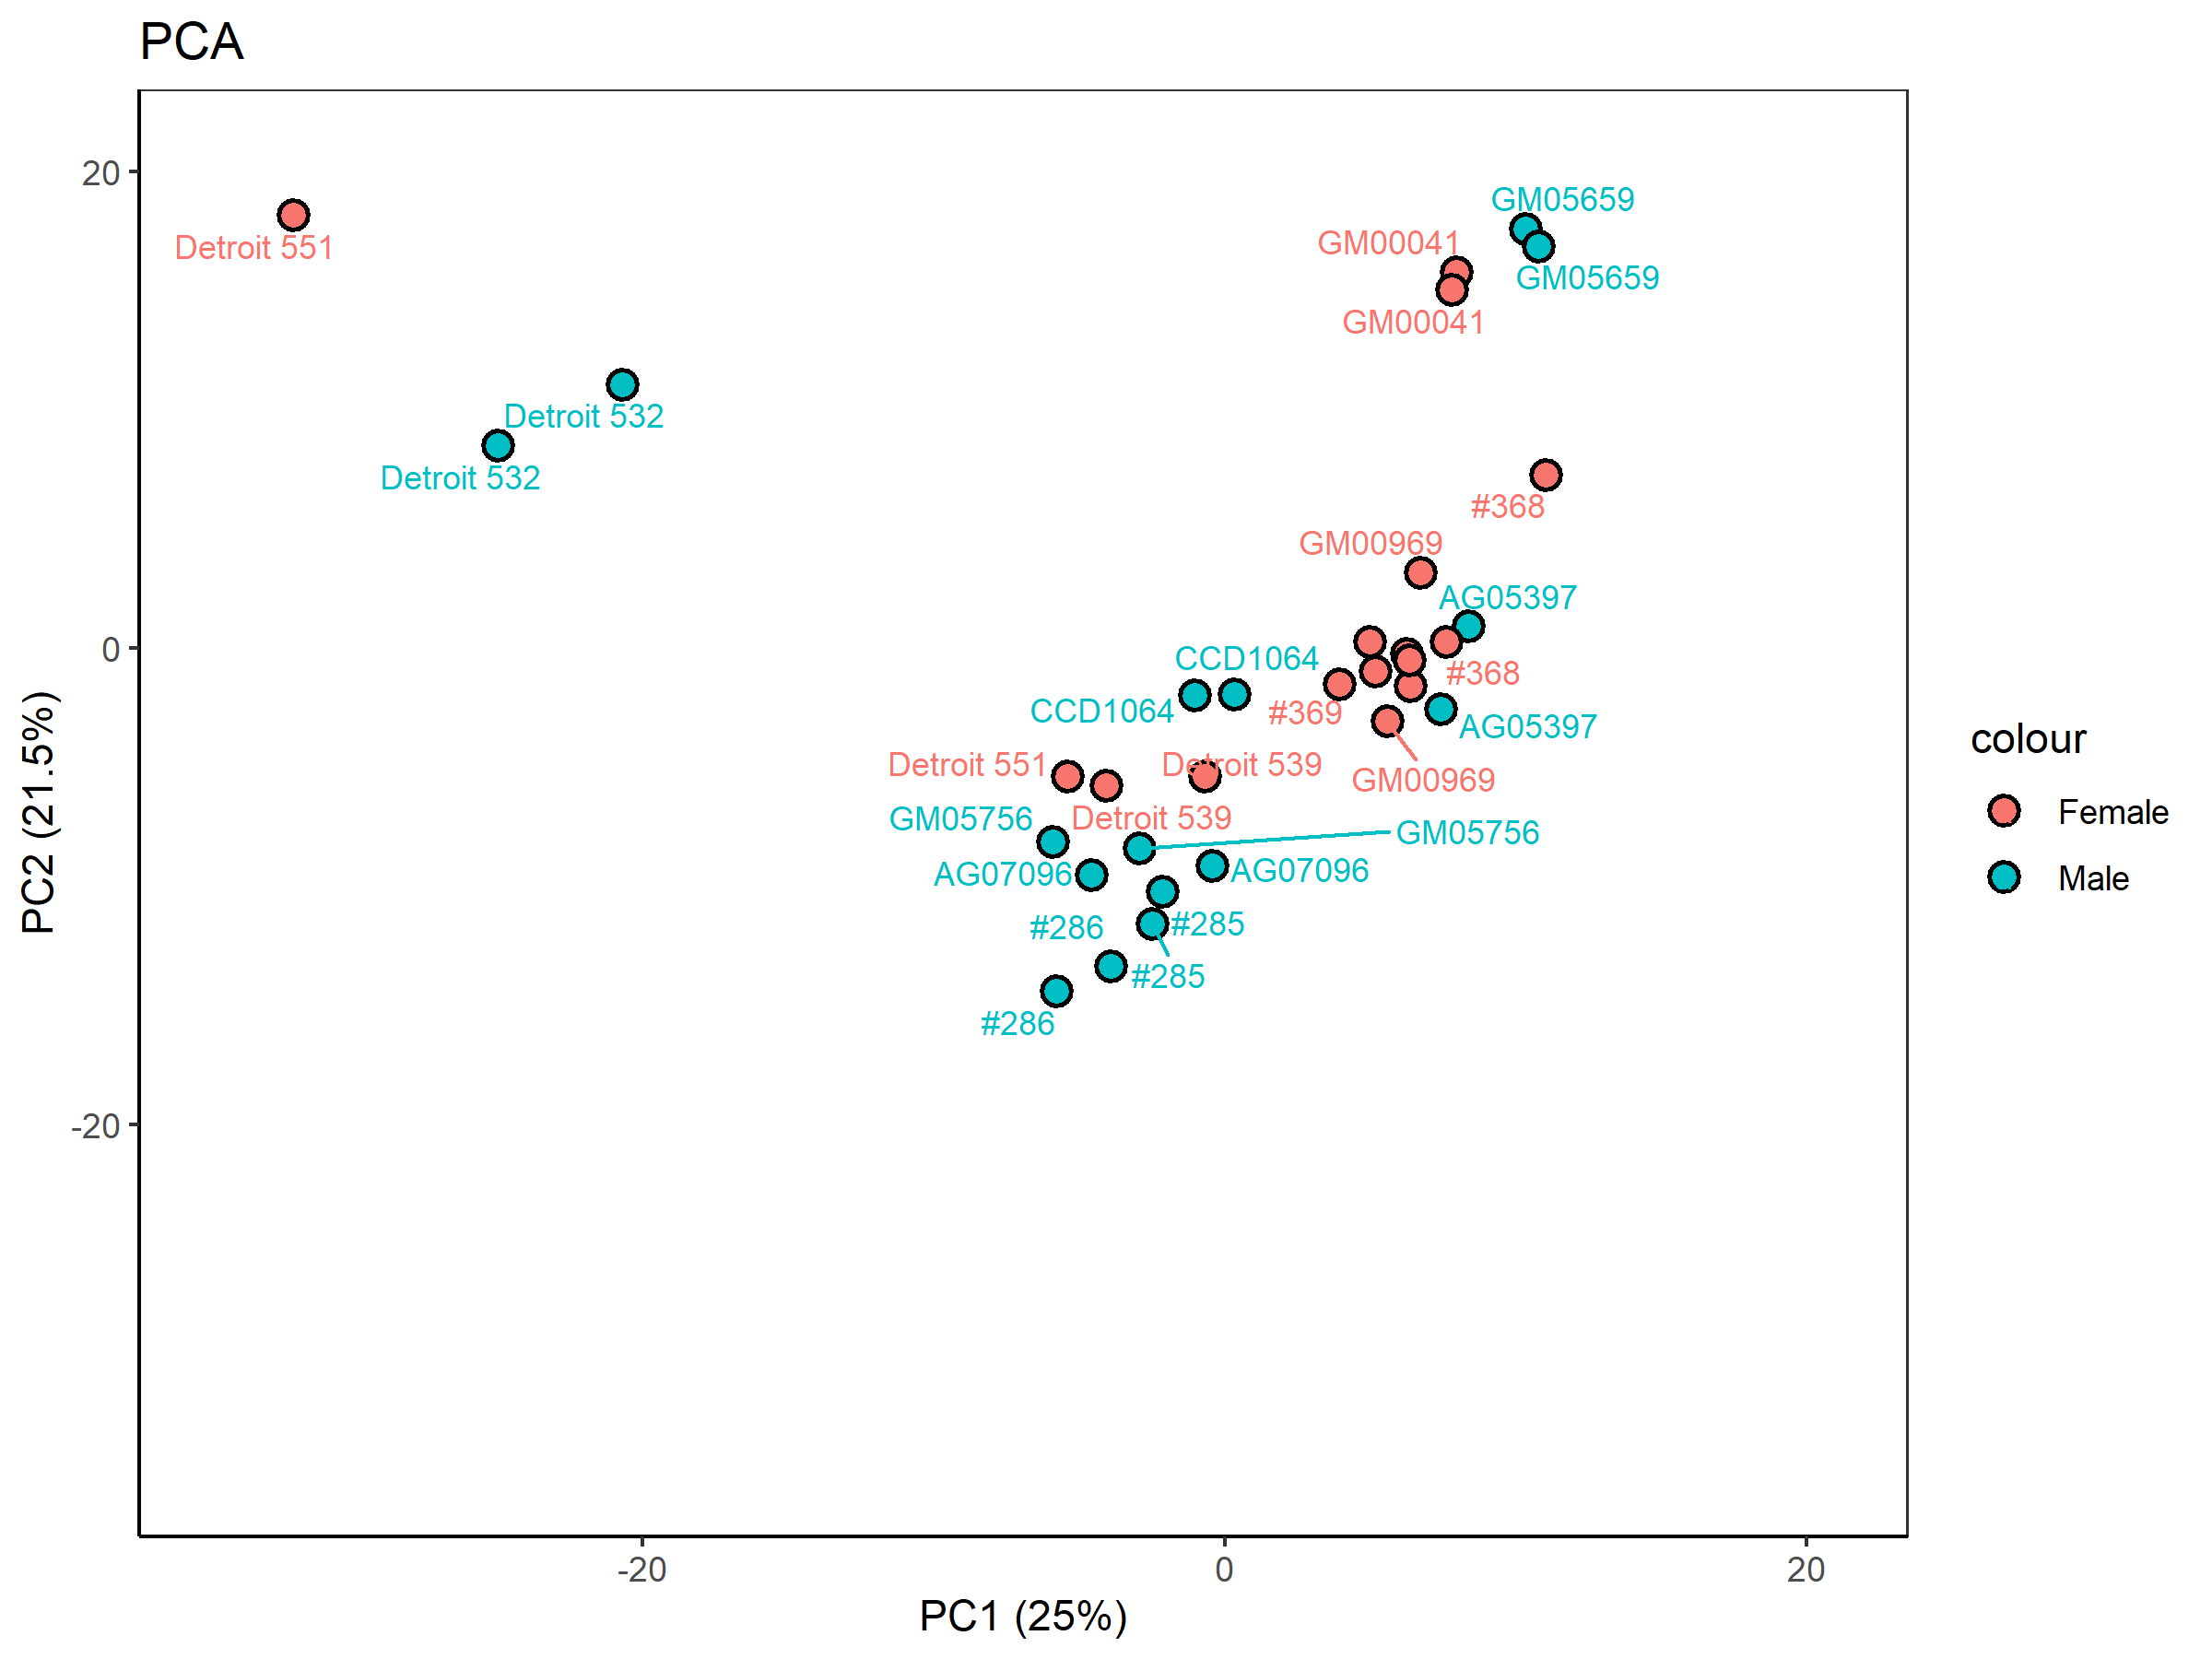 PCA
20
0
-20
PC2 (21.5%)
-20
0
20
PC1 (25%)
Detroit 551
Detroit 532
Detroit 532
GM05659
GM00041
GM05659
GM00041
#368
GM00969
AG05397
CCD1064
#368
CCD1064
#369
AG05397
Detroit 551
Detroit 539
GM00969
GM05756
Detroit 539
GM05756
AG07096
AG07096
#286
#285
#285
#286
colour
Female
Male